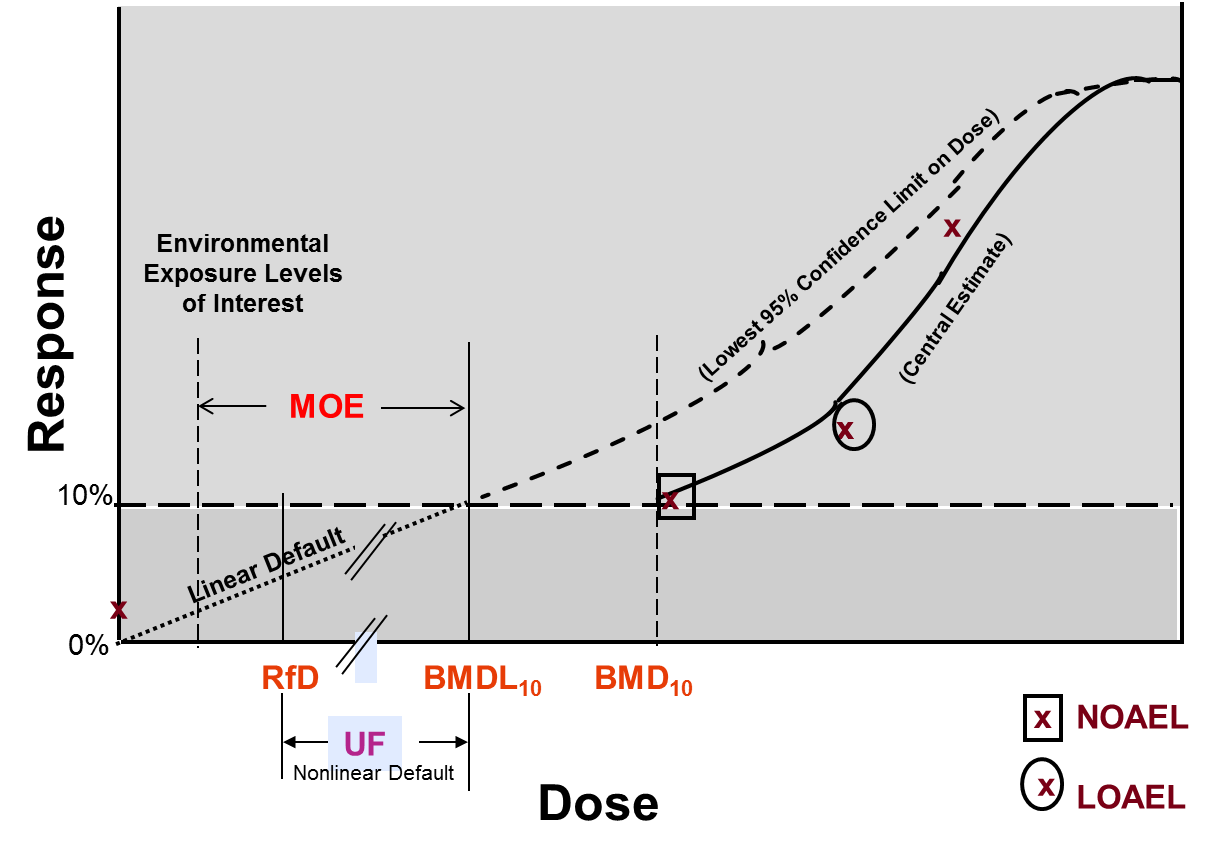 Response
Environmental
Exposure Levels
of Interest
MOE
(Lowest 95% Confidence Limit on Dose)
(Central Estimate)
x
x
x
10%
Linear Default
x
0%
RfD
BMDL10
BMD10
UF
Nonlinear Default
Dose
x NOAEL
x LOAEL